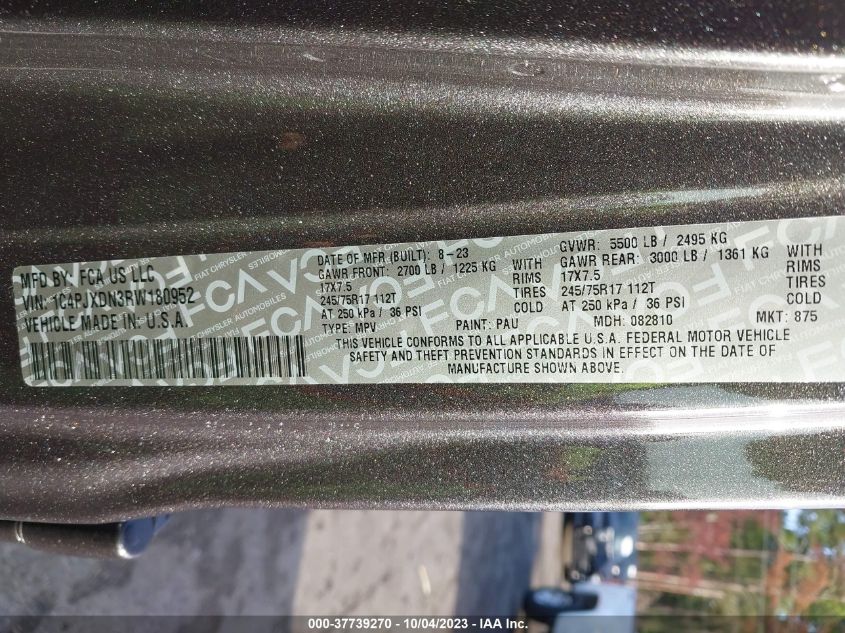 MFD BY: FCA US LLC
VIN: 1C4PJXDN3RW180952
VEHICLE MADE IN: U.S.A.
DATE OF MFR (BUILT): 8-23 GVWR: 5500 LB / 2495 KG
GAWR FRONT: 2700 LB / 1225 KG WITH GAWR REAR: 3000 LB / 1361 KG WITH
17X7.5 RIMS 17X7.5 RIMS
245/75R17 112T TIRES 245/75R17 112T TIRES
AT 250 kPa / 36 PSI COLD AT 250 kPa / 36 PSI COLD
TYPE: MPV PAINT: PAU MDH: 082810 MKT: 875
THIS VEHICLE CONFORMS TO ALL APPLICABLE U.S.A. FEDERAL MOTOR VEHICLE
SAFETY AND THEFT PREVENTION STANDARDS IN EFFECT ON THE DATE OF
MANUFACTURE SHOWN ABOVE.
000-37739270 - 10/04/2023 - IAA Inc.